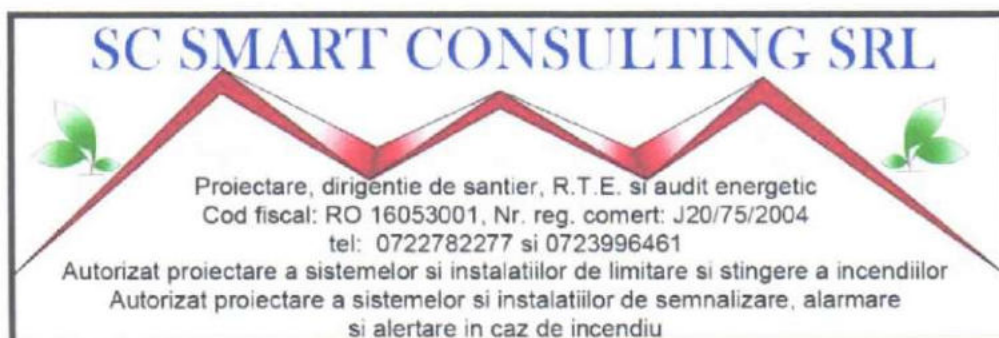 SC SMART CONSULTING SRL
Proiectare, dirigentie de santier, R.T.E. si audit energetic
Cod fiscal: RO 16053001, Nr. reg. comert: J20/75/2004
tel: 0722782277 si 0723996461
Autorizat proiectare a sistemelor si instalatiilor de limitare si stingere a incendiilor
Autorizat proiectare a sistemelor si instalatiilor de semnalizare, alarmare
si alertare in caz de incendiu